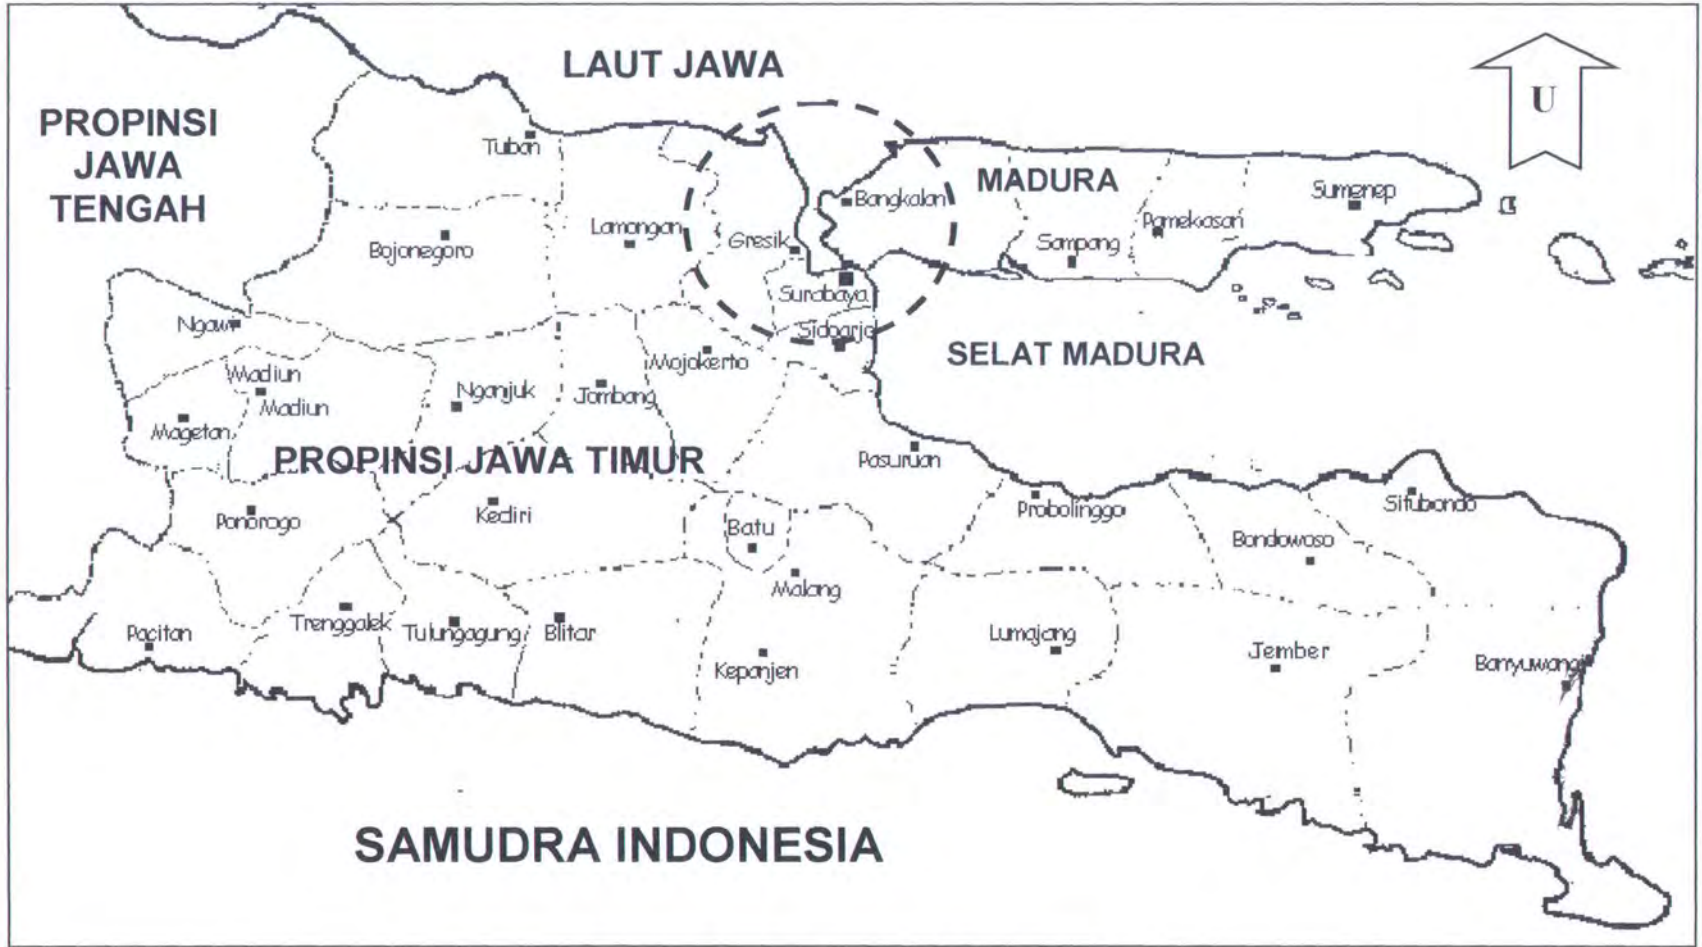 LAUT JAWA
U
PROPINSI
JAWA
TENGAH
Tuban
MADURA
Bangkalan
Sumenep
Pamekasan
Lamongan
Gresik
Sampang
Bojonegoro
Surabaya
Ngawi
Sidoarjo
SELAT MADURA
Mojokerto
Madiun
Madiun
Nganjuk
Jombang
Magetan
PROPINSI JAWA TIMUR
Pasuruan
Ponorogo
Kediri
Batu
Probolinggo
Situbondo
Bondowoso
Malang
Pacitan
Trenggalek
Tulungagung
Blitar
Lumajang
Jember
Kepanjen
Banyuwangi
SAMUDRA INDONESIA